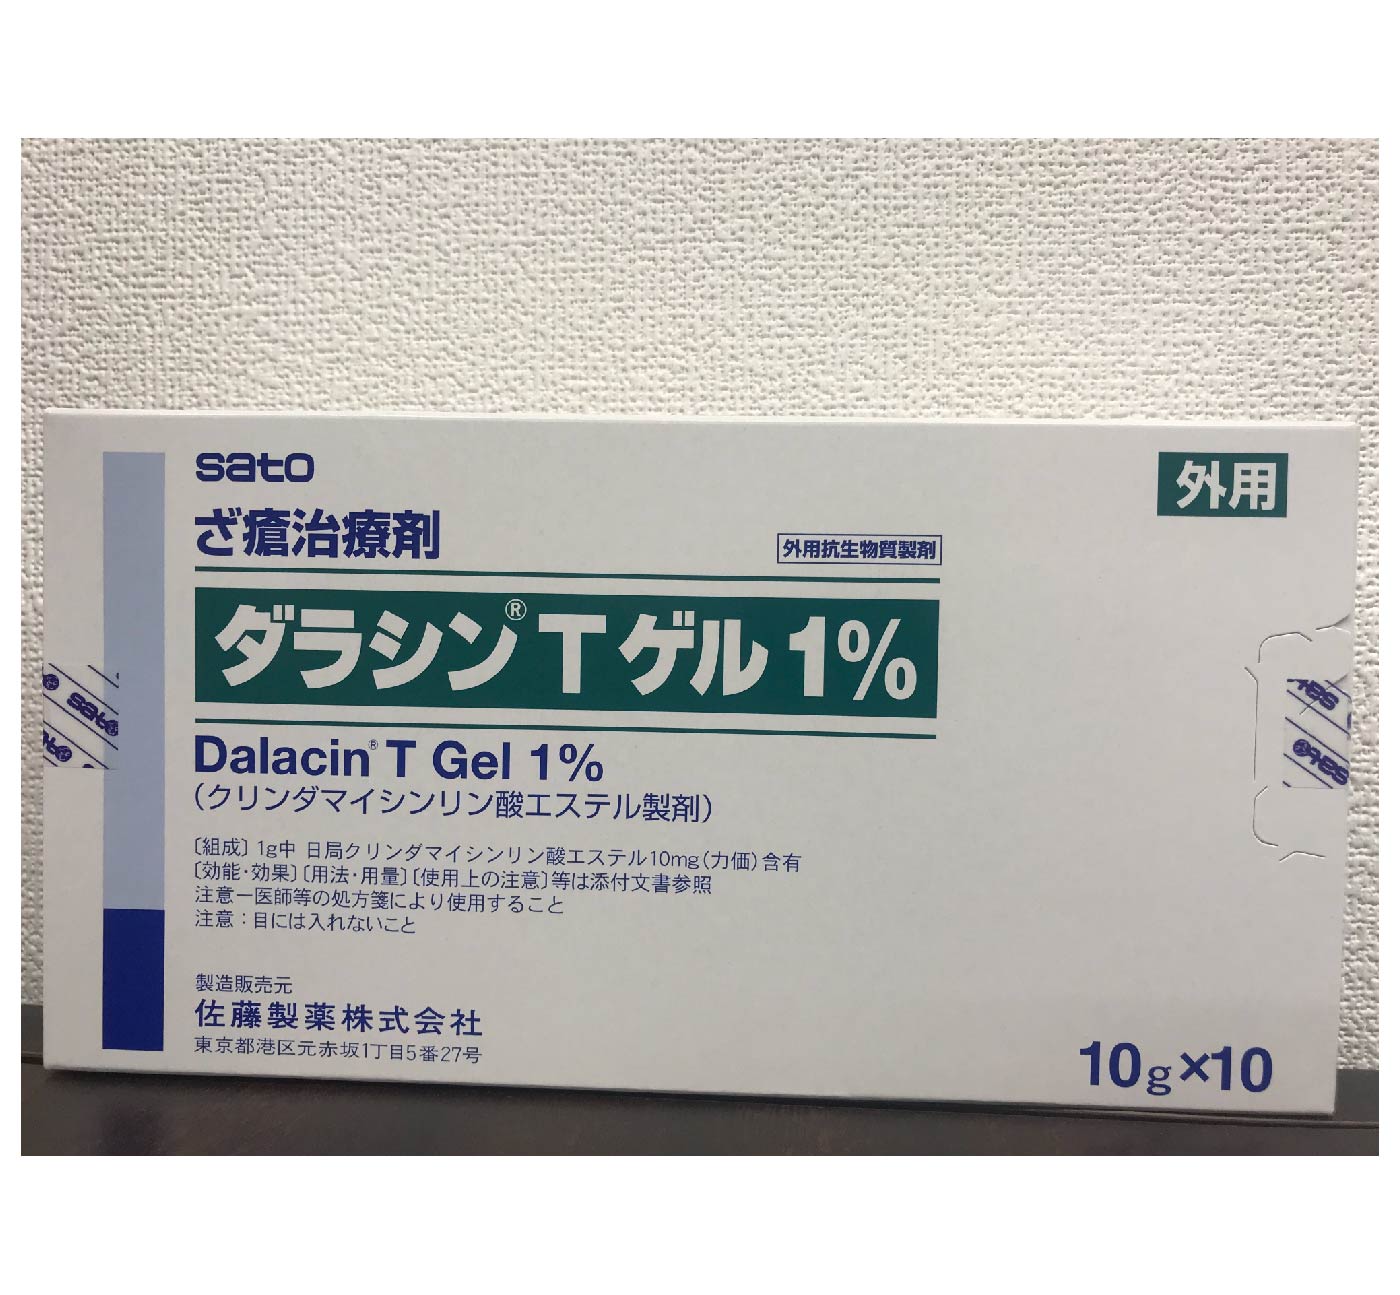 sato
外用
ざ瘡治療剤
外用抗生物質製剤
ダラシン®Tゲル1%
Dalacin® T Gel 1%
(クリンダマイシンリン酸エステル製剤)
〔組成〕1g中 日局クリンダマイシンリン酸エステル10mg(力価)含有
〔効能・効果〕〔用法・用量〕〔使用上の注意〕等は添付文書参照
注意ー医師等の処方箋により使用すること
注意:目には入れないこと
製造販売元
佐藤製薬株式会社
東京都港区元赤坂1丁目5番27号
10g×10
sato
sato
sato